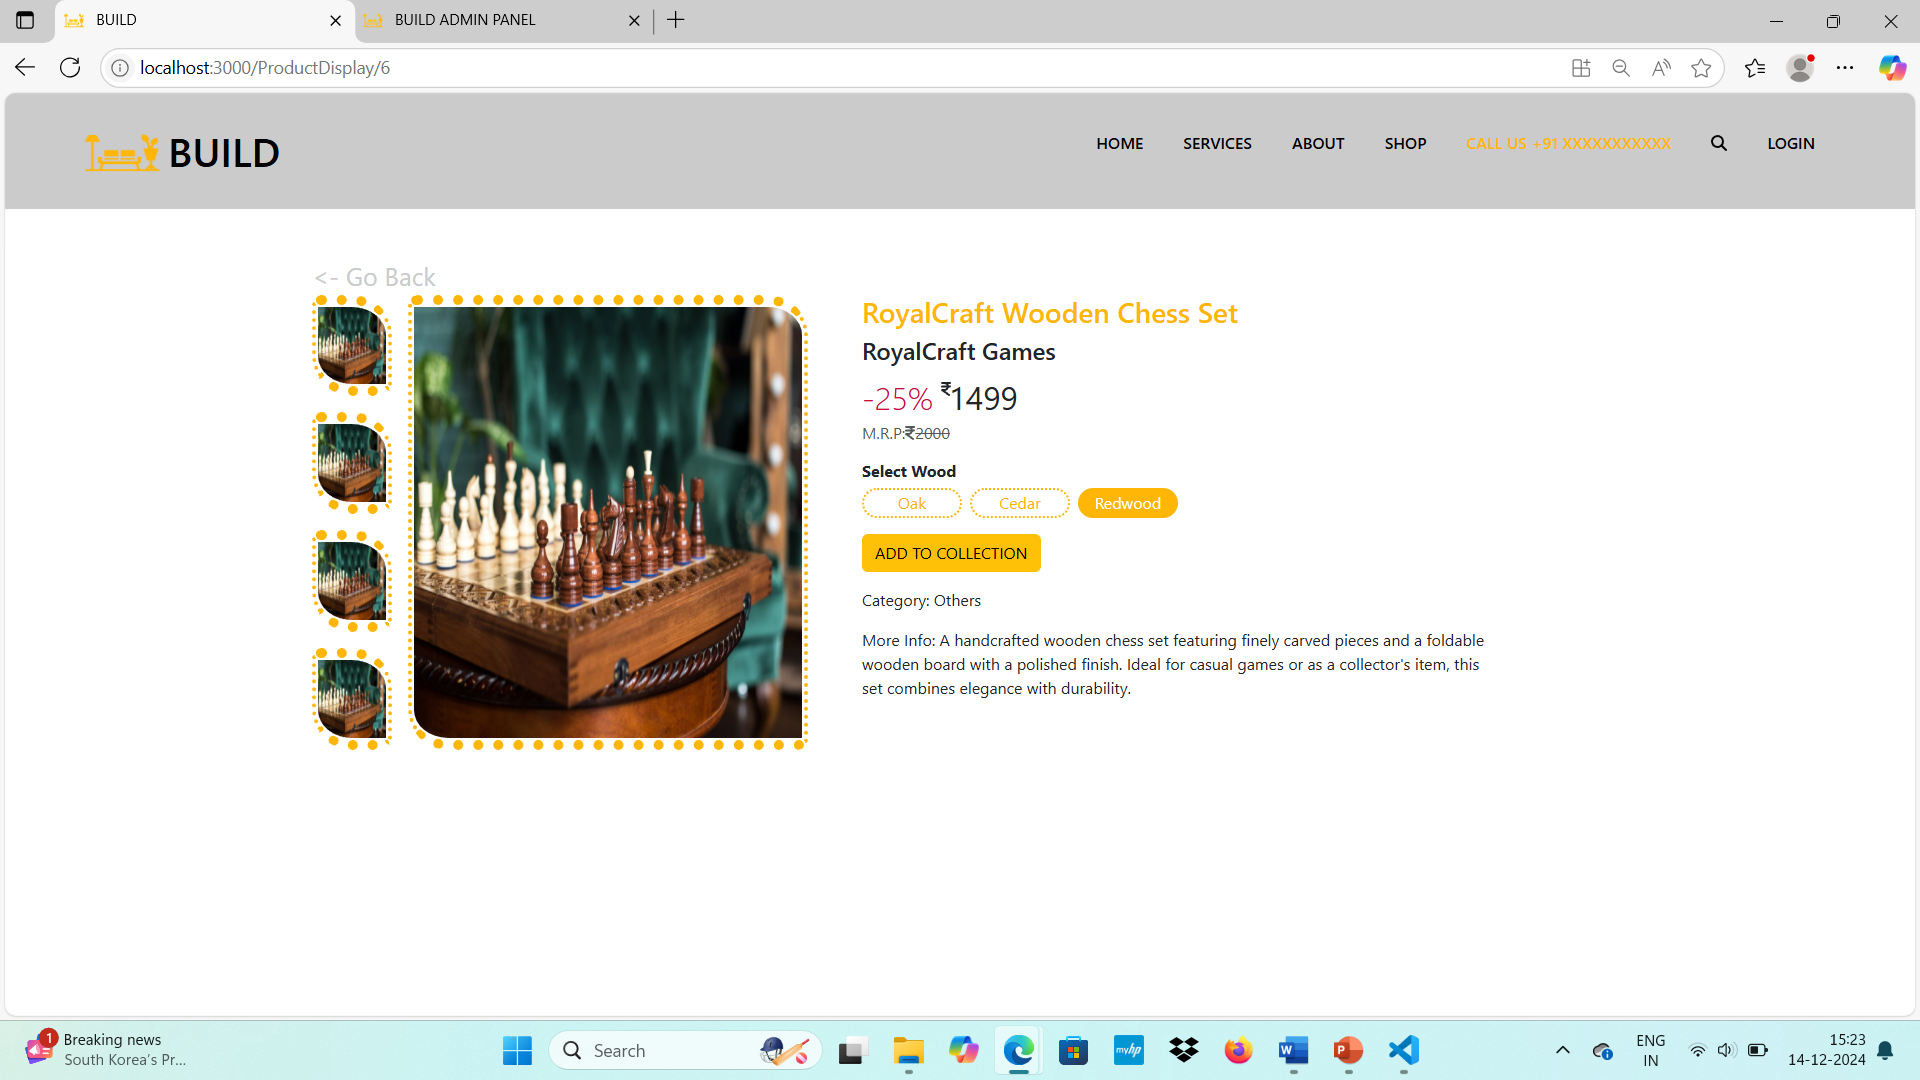 BUILD
BUILD ADMIN PANEL
localhost:3000/ProductDisplay/6
BUILD
HOME
SERVICES
ABOUT
SHOP
CALL US +91 XXXXXXXXXXX
LOGIN
<- Go Back
RoyalCraft Wooden Chess Set
RoyalCraft Games
-25% ₹1499
M.R.P:₹2000
Select Wood
Oak
Cedar
Redwood
ADD TO COLLECTION
Category: Others
More Info: A handcrafted wooden chess set featuring finely carved pieces and a foldable
wooden board with a polished finish. Ideal for casual games or as a collector's item, this
set combines elegance with durability.
1
Breaking news
South Korea's Pr...
Search
myhp
W
P
ENG
IN
15:23
14-12-2024